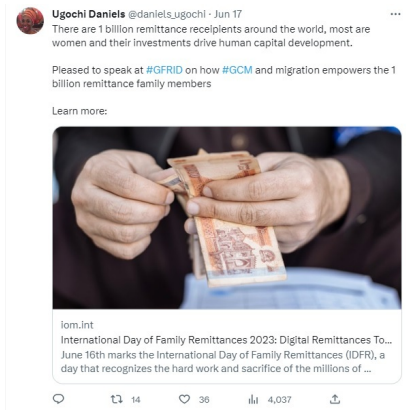 Ugochi Daniels @daniels_ugochi · Jun 17
There are 1 billion remittance receipients around the world, most are
women and their investments drive human capital development.
Pleased to speak at #GFRID on how #GCM and migration empowers the 1
billion remittance family members
Learn more:
iom.int
International Day of Family Remittances 2023: Digital Remittances To...
June 16th marks the International Day of Family Remittances (IDFR), a
day that recognizes the hard work and sacrifice of the millions of ...
14 36 4,037